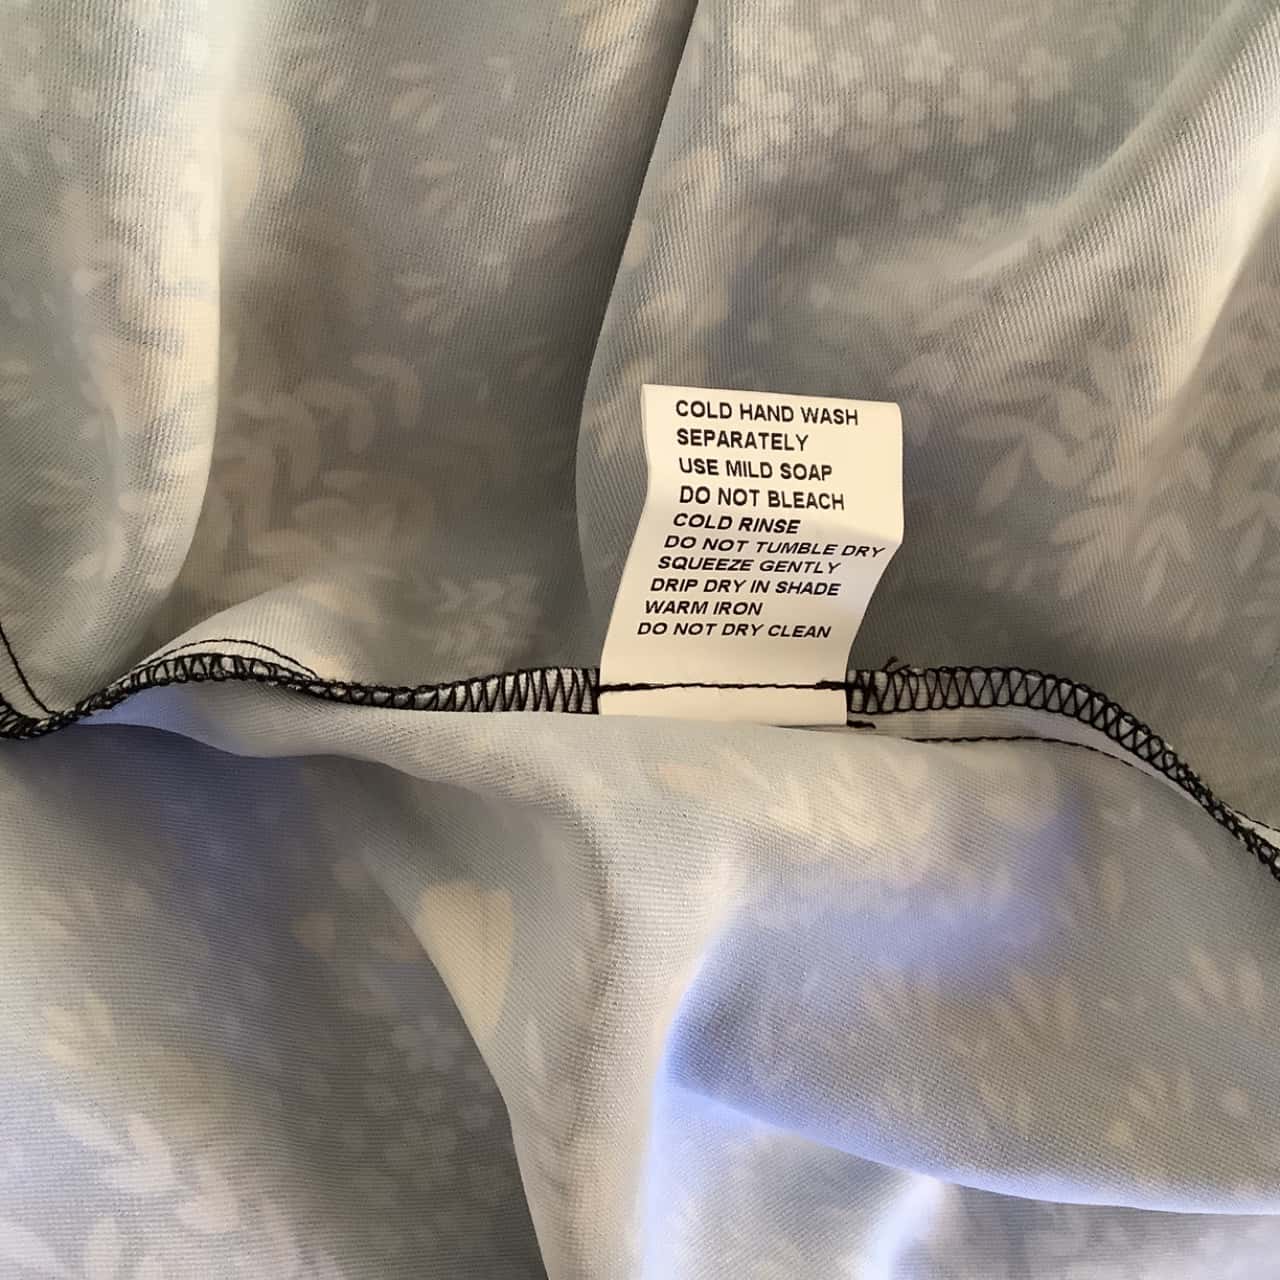 COLD HAND WASH
SEPARATELY
USE MILD SOAP
DO NOT BLEACH
COLD RINSE
DO NOT TUMBLE DRY
SQUEEZE GENTLY
DRIP DRY IN SHADE
WARM IRON
DO NOT DRY CLEAN